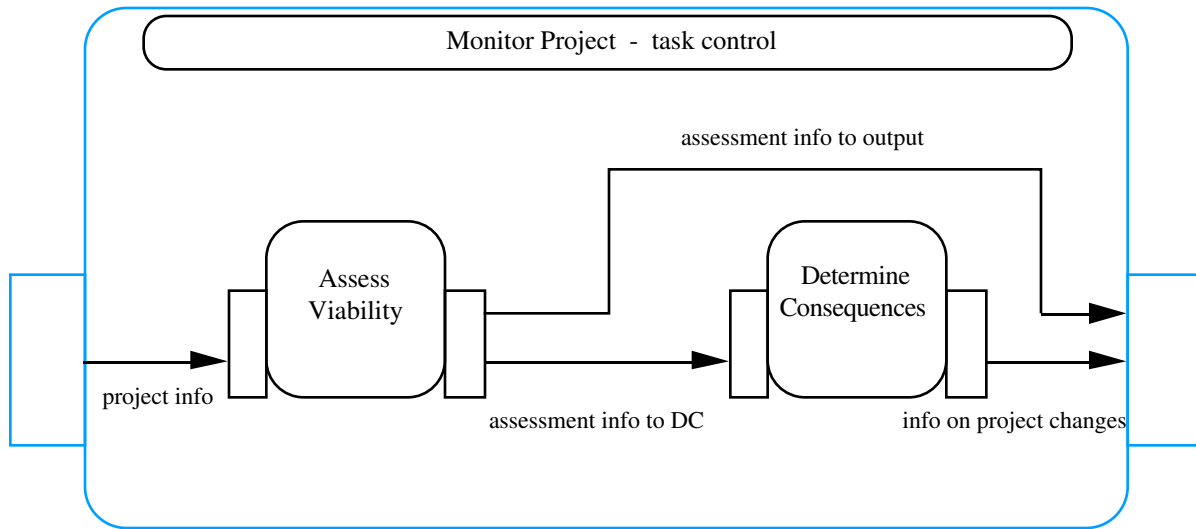 Monitor Project - task control
assessment info to output
Assess
Viability
Determine
Consequences
project info
assessment info to DC
info on project changes